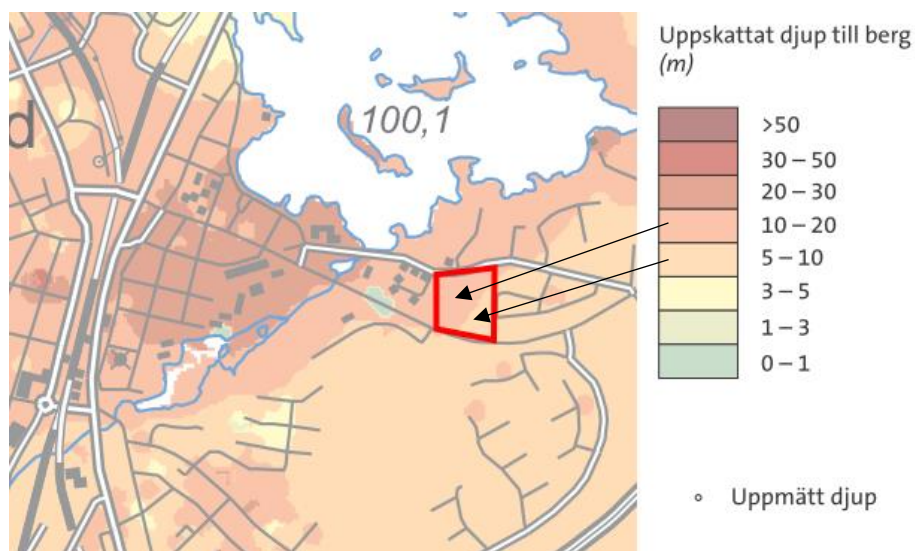 d
100,1
Uppskattat djup till berg
(m)
>50
30 – 50
20 – 30
10 – 20
5 – 10
3 – 5
1 – 3
0 – 1
Uppmätt djup